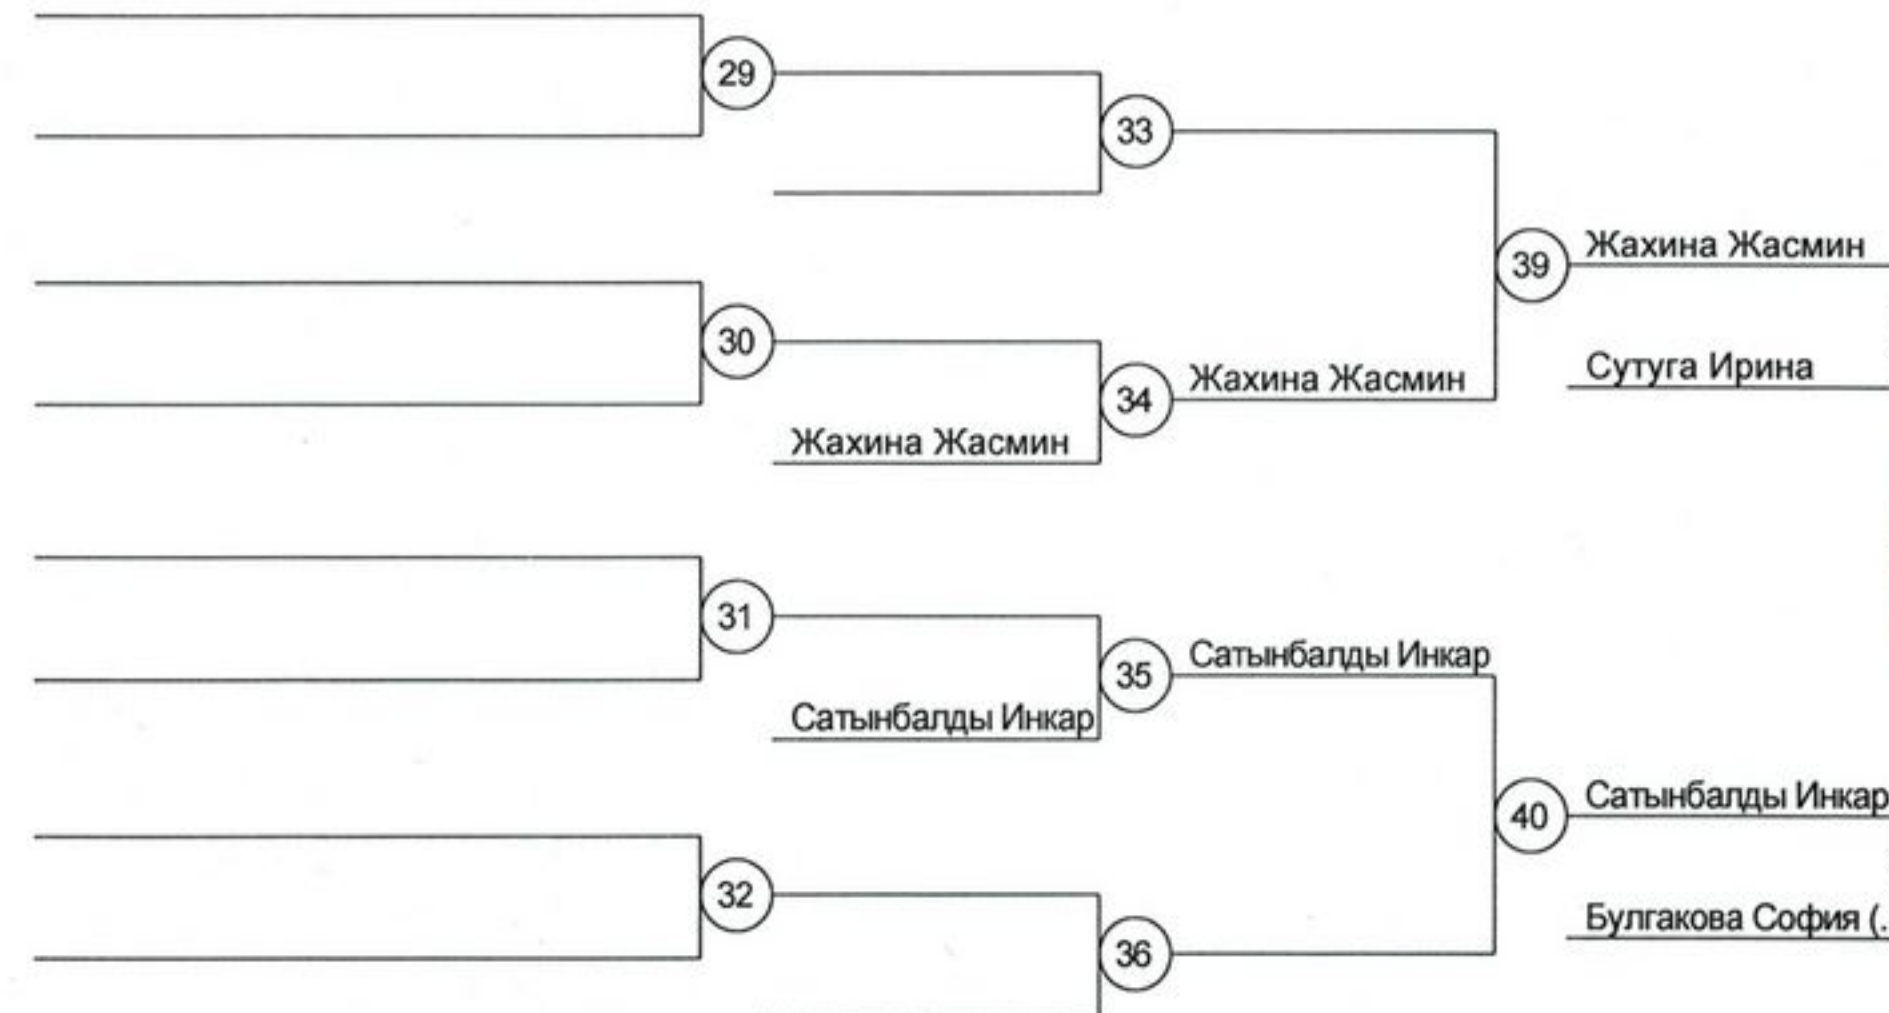 29
33
Жахина Жасмин
39
30
Сутуга Ирина
Жахина Жасмин
34
Жахина Жасмин
31
Сатынбалды Инкар
35
Сатынбалды Инкар
Сатынбалды Инкар
40
32
Булгакова София (.
36